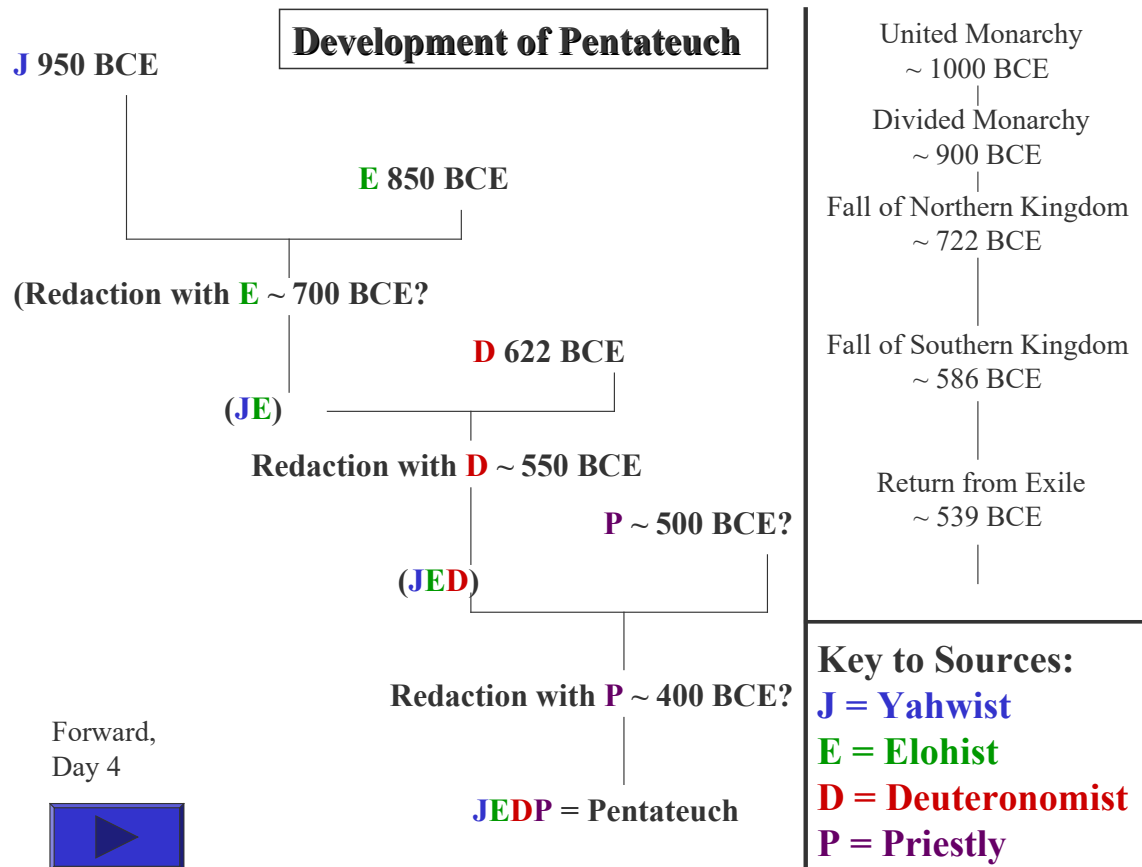 Development of Pentateuch
J 950 BCE
E 850 BCE
(Redaction with E ~ 700 BCE?
D 622 BCE
(JE)
Redaction with D ~ 550 BCE
P ~ 500 BCE?
(JED)
Redaction with P ~ 400 BCE?
JEDP = Pentateuch
Forward,
Day 4
United Monarchy
~ 1000 BCE
Divided Monarchy
~ 900 BCE
Fall of Northern Kingdom
~ 722 BCE
Fall of Southern Kingdom
~ 586 BCE
Return from Exile
~ 539 BCE
Key to Sources:
J = Yahwist
E = Elohist
D = Deuteronomist
P = Priestly